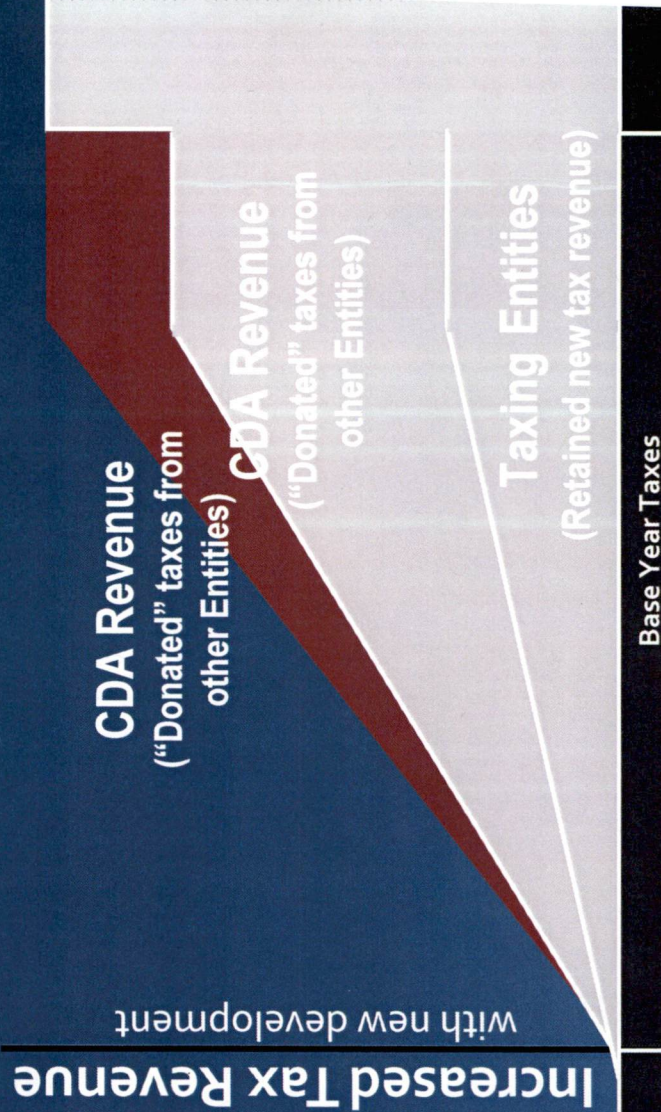 Increased Tax Revenue
with new development
CDA Revenue
("Donated" taxes from
other Entities)
CDA Revenue
("Donated" taxes from
other Entities)
Taxing Entities
(Retained new tax revenue)
Base Year Taxes